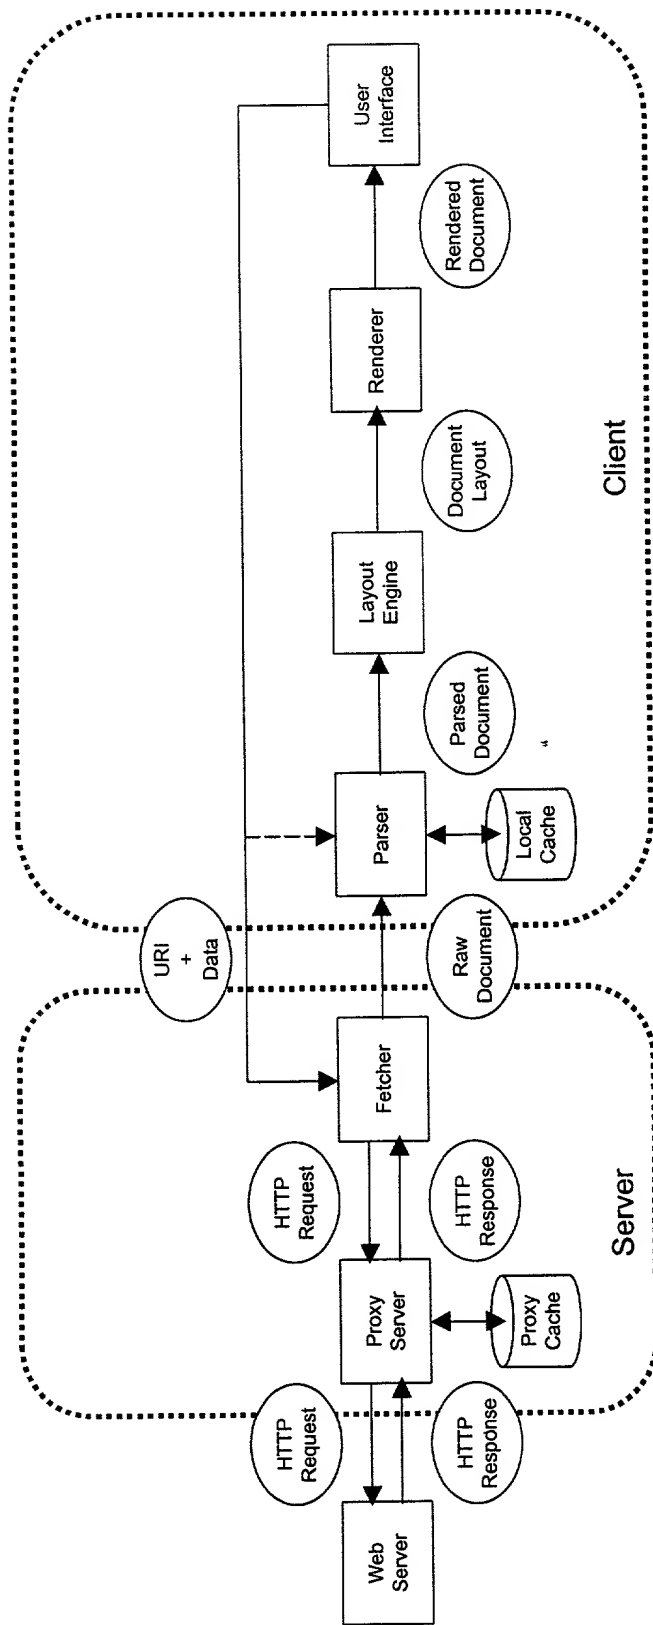 URI
+
Data
HTTP
Request
HTTP
Request
Web
Server
Proxy
Server
Fetcher
Parser
Layout
Engine
Renderer
User
Interface
HTTP
Response
HTTP
Response
Raw
Document
Parsed
Document
Document
Layout
Rendered
Document
Proxy
Cache
Local
Cache
Server
Client